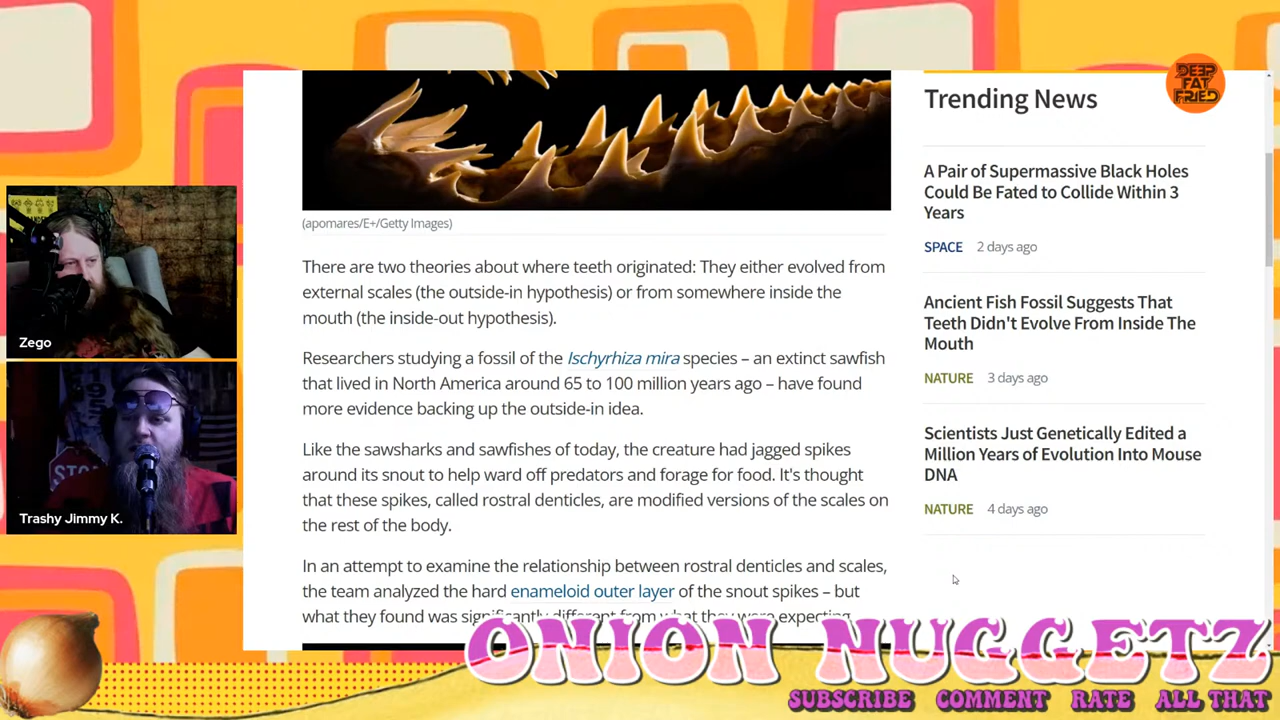 DEEP
FAT
FRIED
(apomares/E+/Getty Images)
There are two theories about where teeth originated: They either evolved from
external scales (the outside-in hypothesis) or from somewhere inside the
mouth (the inside-out hypothesis).
Researchers studying a fossil of the Ischyrhiza mira species – an extinct sawfish
that lived in North America around 65 to 100 million years ago – have found
more evidence backing up the outside-in idea.
Like the sawsharks and sawfishes of today, the creature had jagged spikes
around its snout to help ward off predators and forage for food. It's thought
that these spikes, called rostral denticles, are modified versions of the scales on
the rest of the body.
In an attempt to examine the relationship between rostral denticles and scales,
the team analyzed the hard enameloid outer layer of the snout spikes – but
what they found was significantly different from what they were expecting.
Trending News
A Pair of Supermassive Black Holes
Could Be Fated to Collide Within 3
Years
SPACE 2 days ago
Ancient Fish Fossil Suggests That
Teeth Didn't Evolve From Inside The
Mouth
NATURE 3 days ago
Scientists Just Genetically Edited a
Million Years of Evolution Into Mouse
DNA
NATURE 4 days ago
Zego
STOP
Trashy Jimmy K.
ONION NUGGETZ
SUBSCRIBE COMMENT RATE ALL THAT